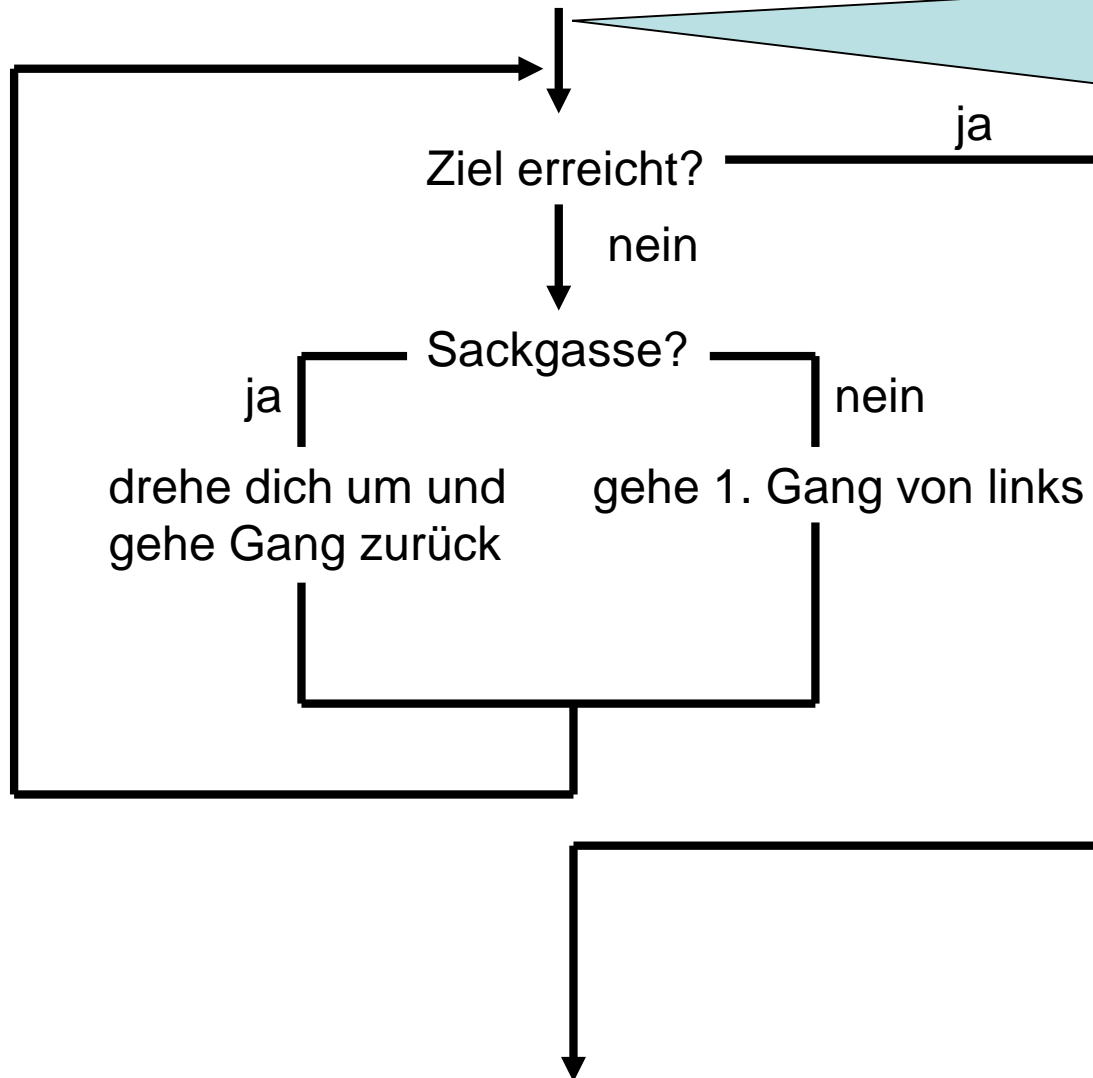 ja
Ziel erreicht?
nein
Sackgasse?
ja
nein
drehe dich um und
gehe Gang zurück
gehe 1. Gang von links